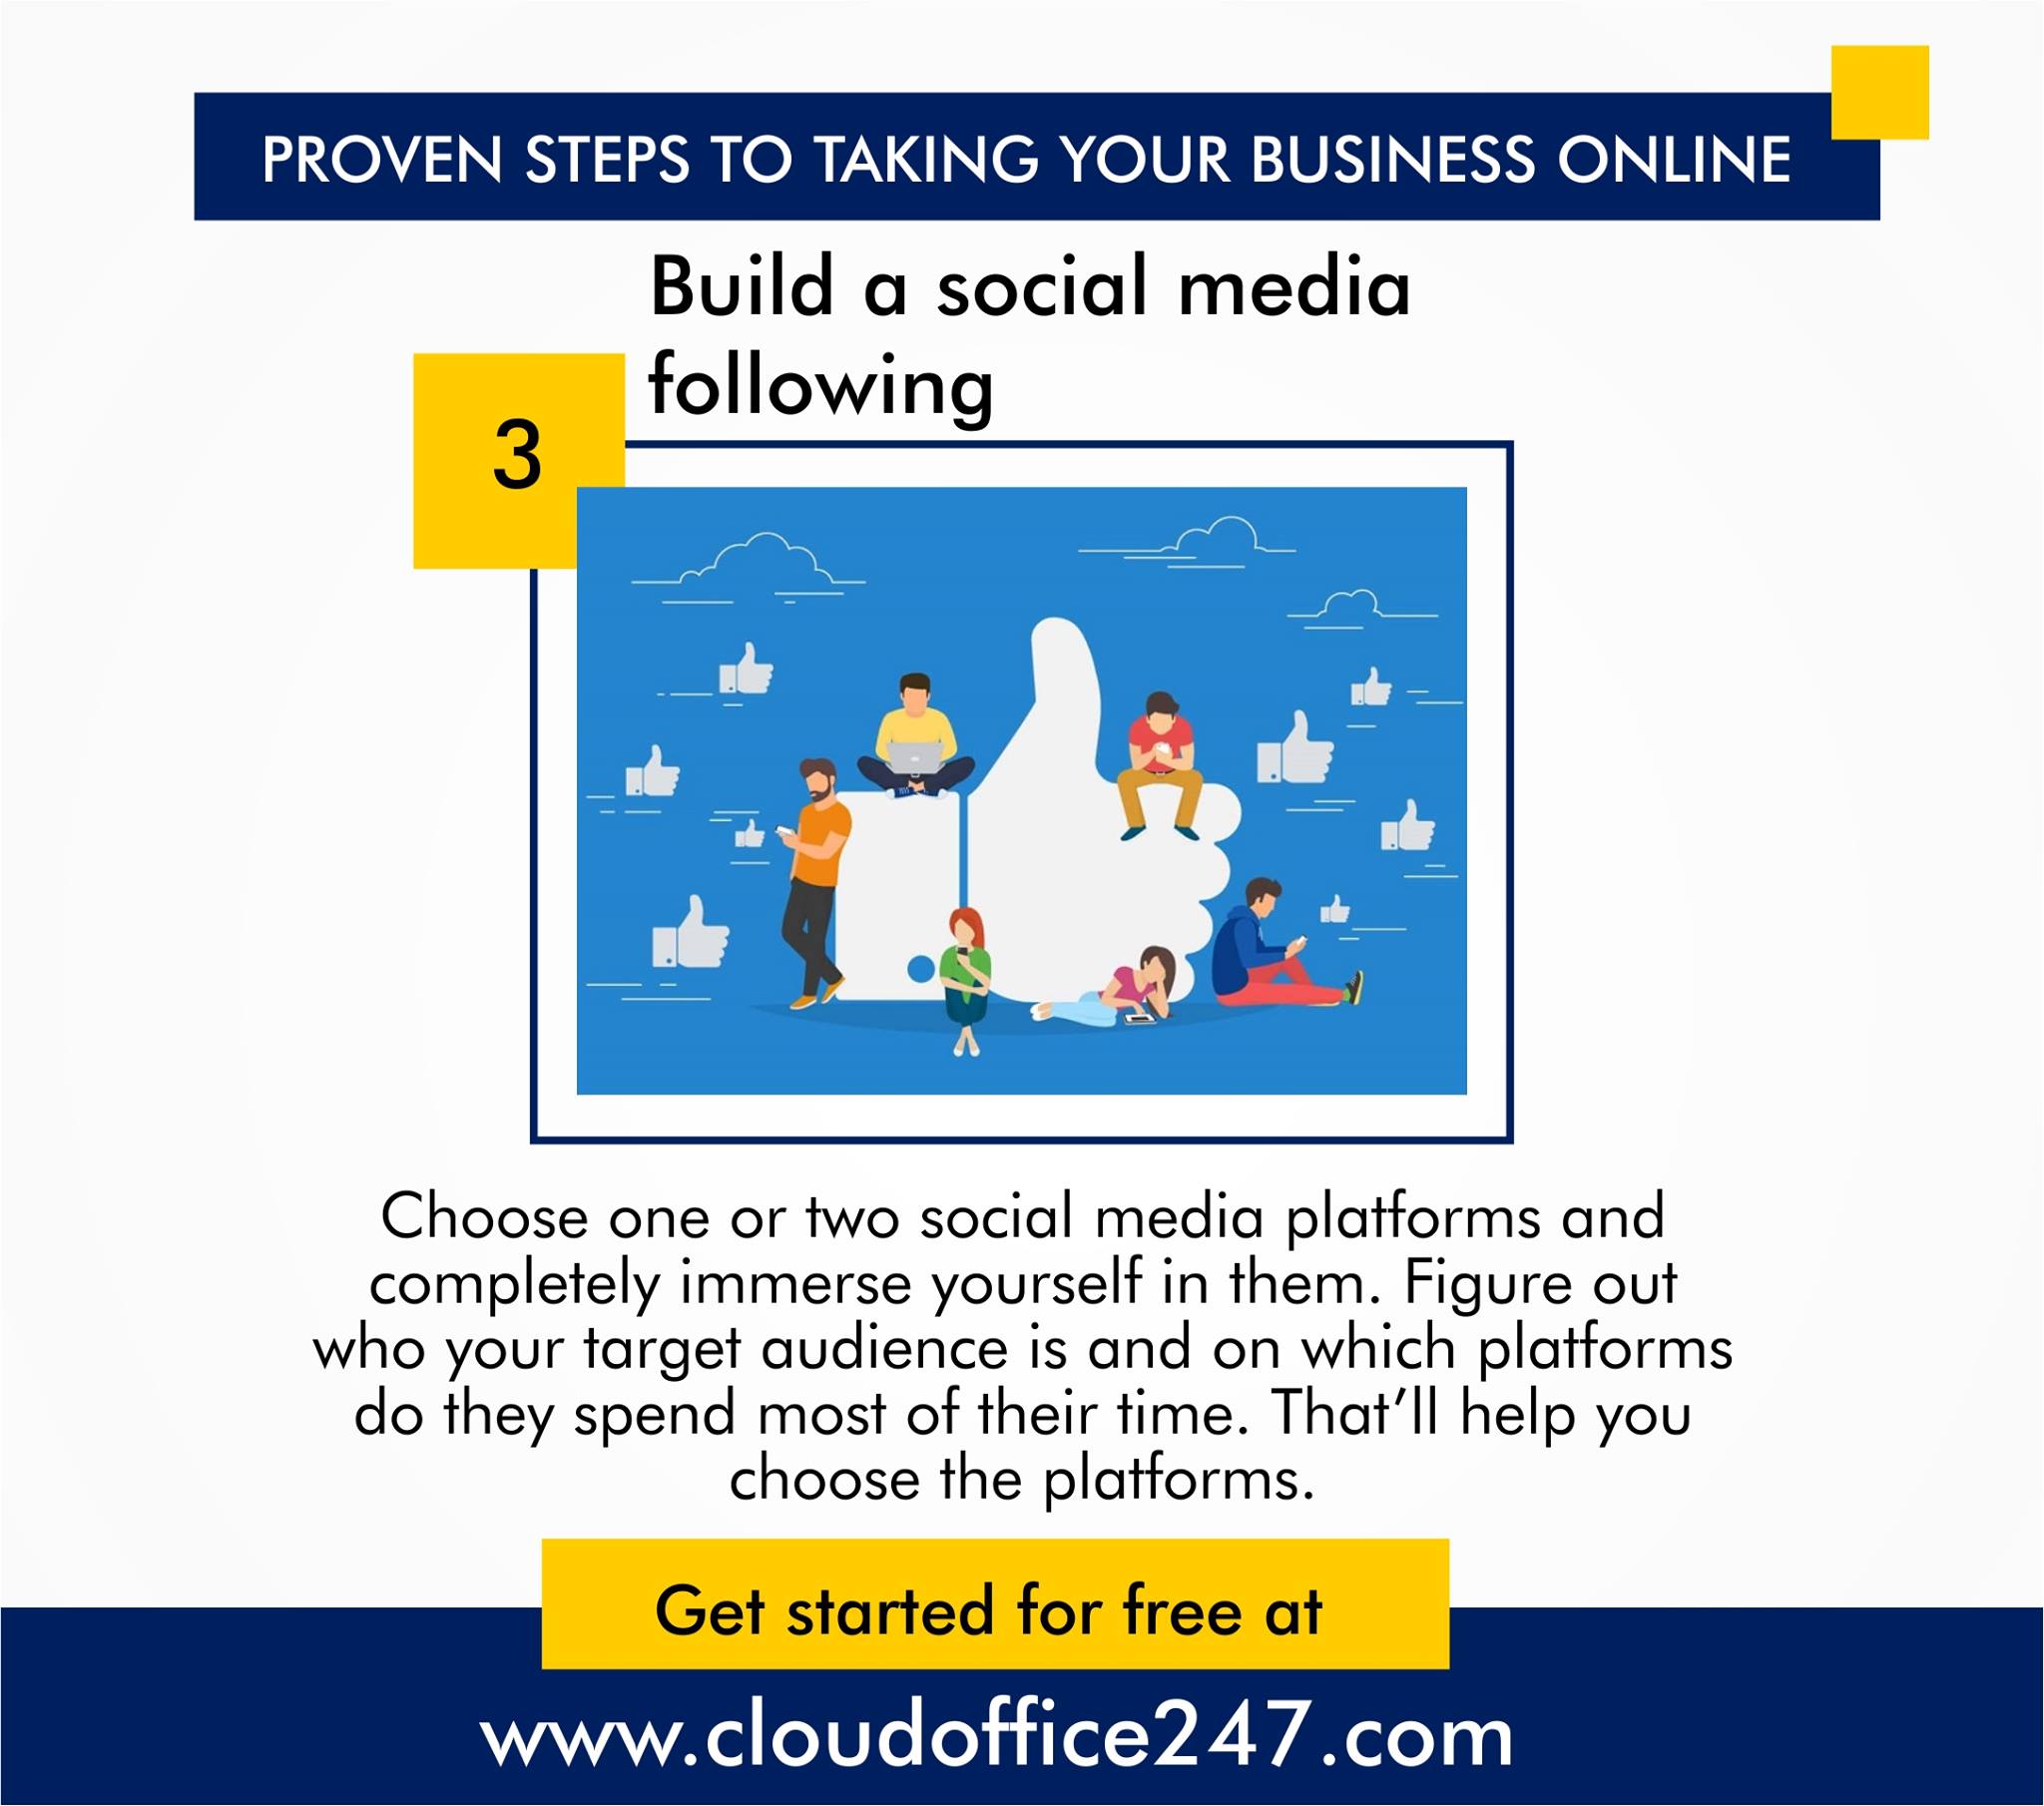 PROVEN STEPS TO TAKING YOUR BUSINESS ONLINE
Build a social media
following
3
Choose one or two social media platforms and
completely immerse yourself in them. Figure out
who your target audience is and on which platforms
do they spend most of their time. That’ll help you
choose the platforms.
Get started for free at
www.cloudoffice247.com